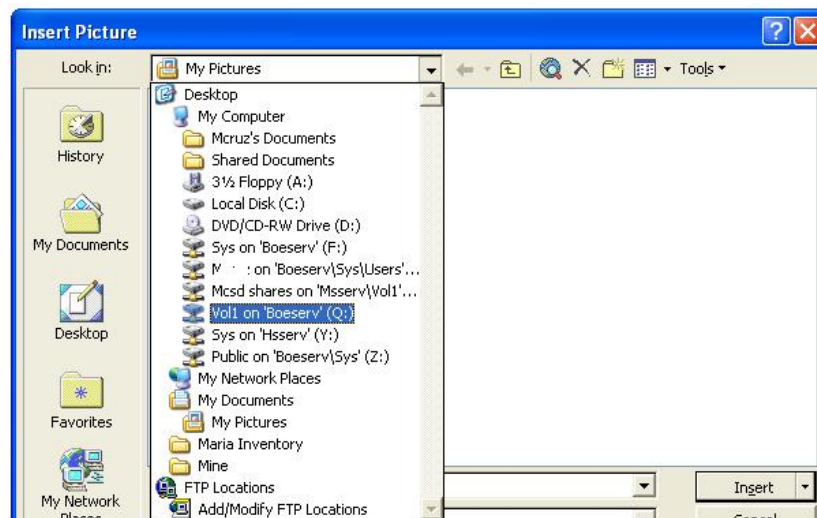 Insert Picture
Look in:
My Pictures
Tools
Desktop
My Computer
Mcruz's Documents
Shared Documents
3½ Floppy (A:)
Local Disk (C:)
DVD/CD-RW Drive (D:)
Sys on 'Boeserv' (F:)
on 'Boeserv\Sys\Users'...
Mcsd shares on 'Msserv\Vol1'...
Vol1 on 'Boeserv' (Q:)
Sys on 'Hsserv' (Y:)
Public on 'Boeserv\Sys' (Z:)
My Network Places
My Documents
My Pictures
Maria Inventory
Mine
FTP Locations
Add/Modify FTP Locations
History
My Documents
Desktop
Favorites
My Network
Places
Insert
Cancel